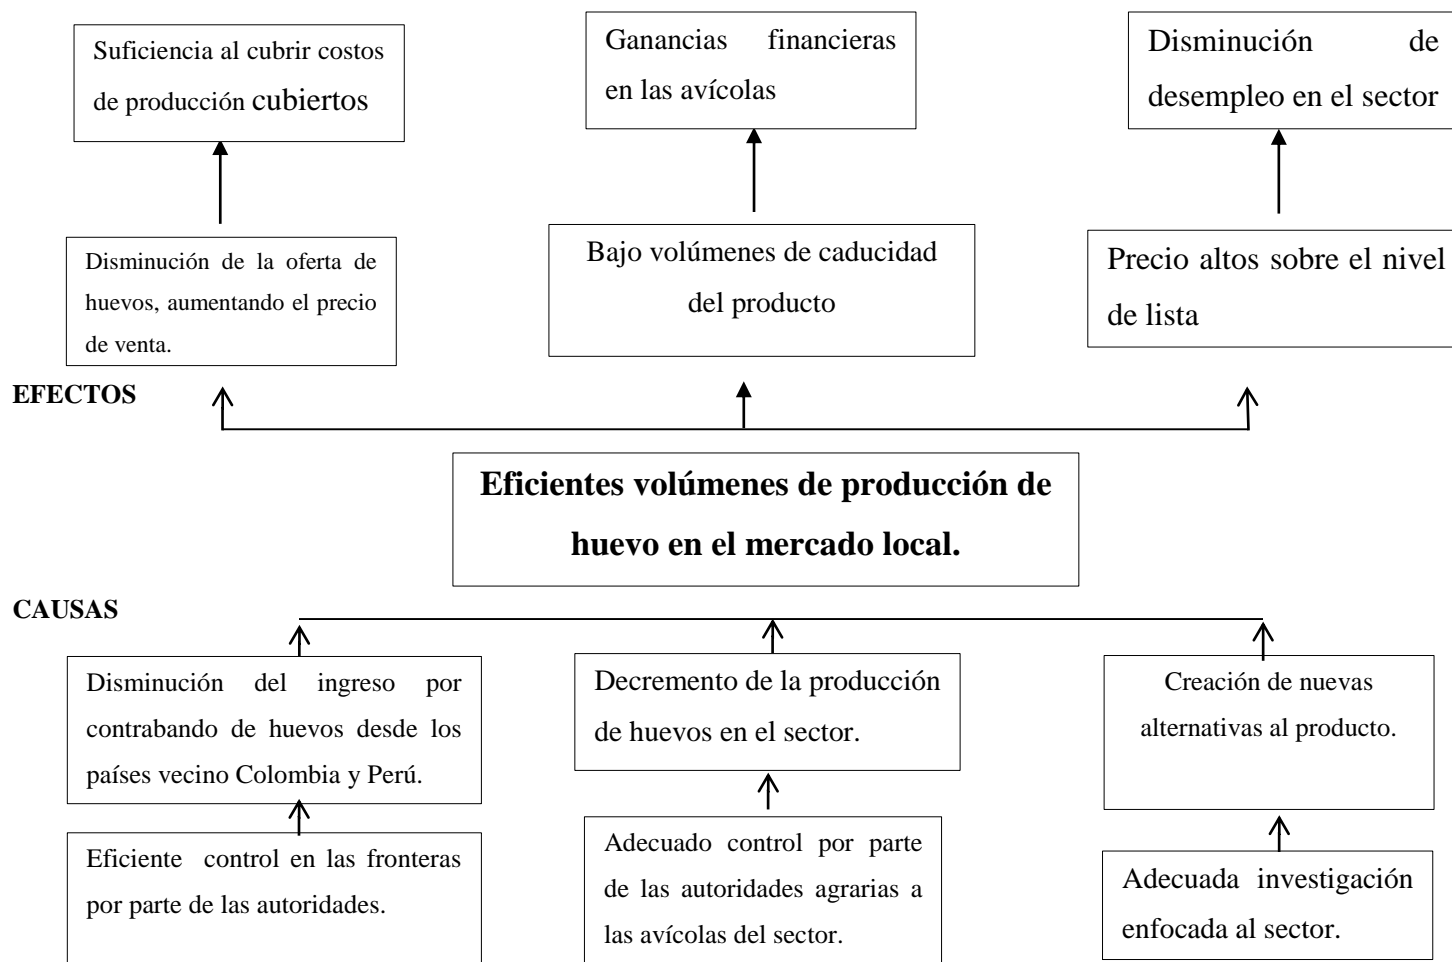 Suficiencia al cubrir costos
de producción cubiertos
Ganancias financieras
en las avícolas
Disminución de
desempleo en el sector
Disminución de la oferta de
huevos, aumentando el precio
de venta.
Bajo volúmenes de caducidad
del producto
Precio altos sobre el nivel
de lista
EFECTOS
Eficientes volúmenes de producción de
huevo en el mercado local.
CAUSAS
Disminución del ingreso por
contrabando de huevos desde los
países vecino Colombia y Perú.
Decremento de la producción
de huevos en el sector.
Creación de nuevas
alternativas al producto.
Eficiente control en las fronteras
por parte de las autoridades.
Adecuado control por parte
de las autoridades agrarias a
las avícolas del sector.
Adecuada investigación
enfocada al sector.